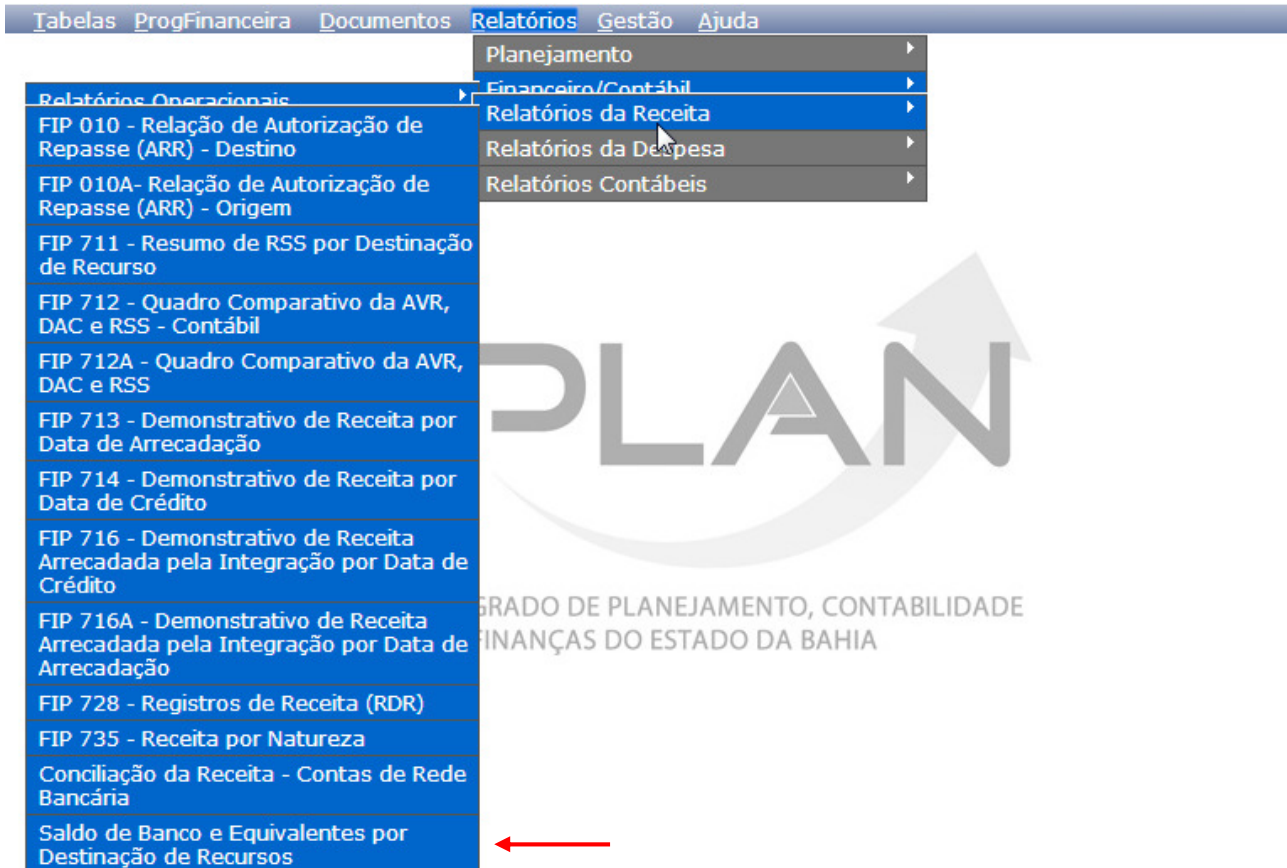 Tabelas ProgFinanceira Documentos Relatórios Gestão Ajuda
Planejamento
Financeiro/Contábil
Relatórios da Receita
Relatórios da Despesa
Relatórios Contábeis
Relatórios Operacionais
FIP 010 - Relação de Autorização de
Repasse (ARR) - Destino
FIP 010A- Relação de Autorização de
Repasse (ARR) - Origem
FIP 711 - Resumo de RSS por Destinação
de Recurso
FIP 712 - Quadro Comparativo da AVR,
DAC e RSS - Contábil
FIP 712A - Quadro Comparativo da AVR,
DAC e RSS
FIP 713 - Demonstrativo de Receita por
Data de Arrecadação
FIP 714 - Demonstrativo de Receita por
Data de Crédito
FIP 716 - Demonstrativo de Receita
Arrecadada pela Integração por Data de
Crédito
FIP 716A - Demonstrativo de Receita
Arrecadada pela Integração por Data de
Arrecadação
FIP 728 - Registros de Receita (RDR)
FIP 735 - Receita por Natureza
Conciliação da Receita - Contas de Rede
Bancária
Saldo de Banco e Equivalentes por
Destinação de Recursos
PLAN
GRADO DE PLANEJAMENTO, CONTABILIDADE
FINANÇAS DO ESTADO DA BAHIA